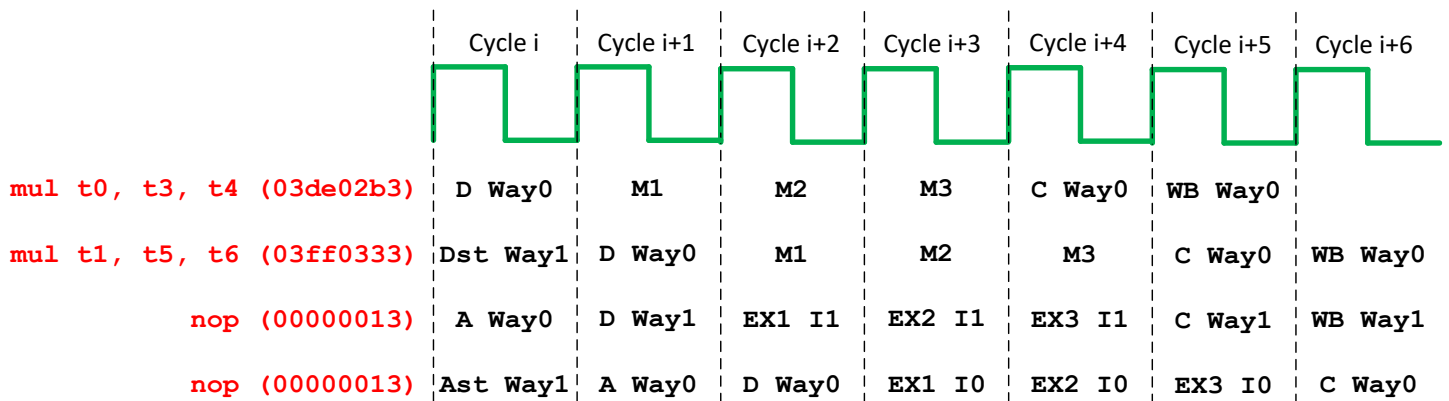 Cycle i Cycle i+1 Cycle i+2 Cycle i+3 Cycle i+4 Cycle i+5 Cycle i+6
mul t0, t3, t4 (03de02b3) D Way0 M1 M2 M3 C Way0 WB Way0
mul t1, t5, t6 (03ff0333) Dst Way1 D Way0 M1 M2 M3 C Way0 WB Way0
nop (00000013) A Way0 D Way1 EX1 I1 EX2 I1 EX3 I1 C Way1 WB Way1
nop (00000013) Ast Way1 A Way0 D Way0 EX1 I0 EX2 I0 EX3 I0 C Way0